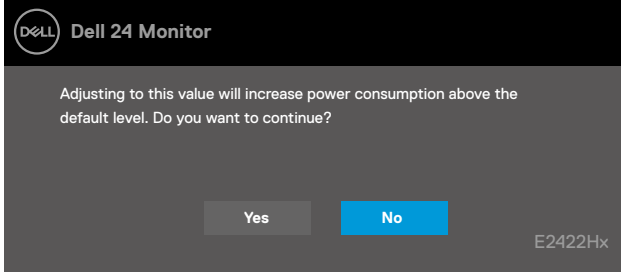 DELL Dell 24 Monitor
Adjusting to this value will increase power consumption above the
default level. Do you want to continue?
Yes No
E2422Hx